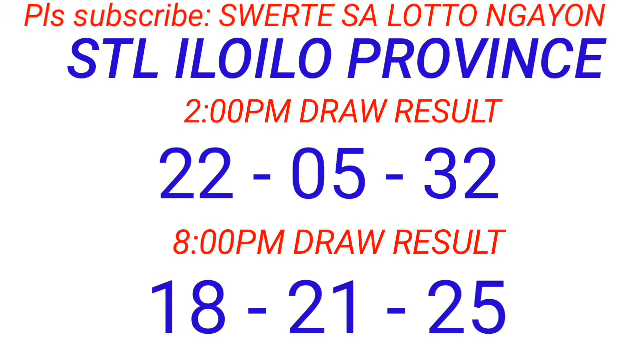 Pls subscribe: SWERTE SA LOTTO NGAYON
STL ILOILO PROVINCE
2:00PM DRAW RESULT
22 - 05 - 32
8:00PM DRAW RESULT
18 - 21 - 25